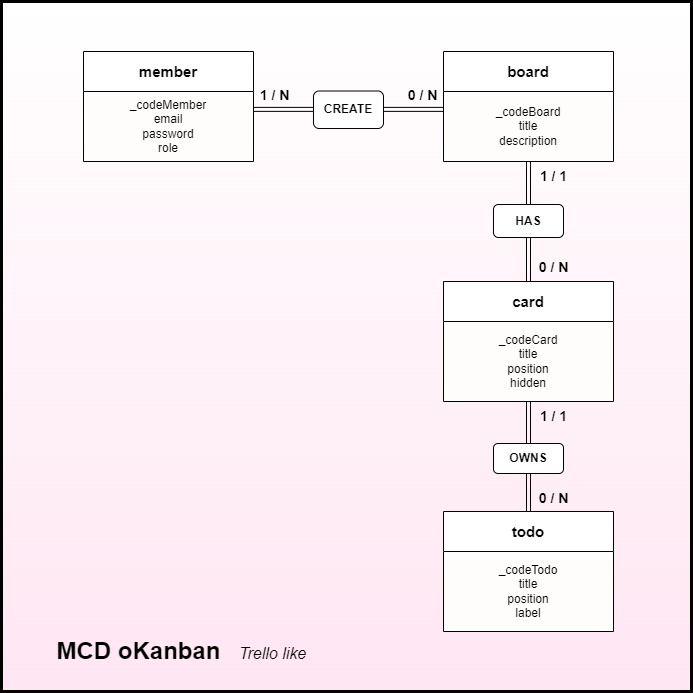 member
_codeMember
email
password
role
1 / N
CREATE
0 / N
board
_codeBoard
title
description
1 / 1
HAS
0 / N
card
_codeCard
title
position
hidden
1 / 1
OWNS
0 / N
todo
_codeTodo
title
position
label
MCD oKanban Trello like